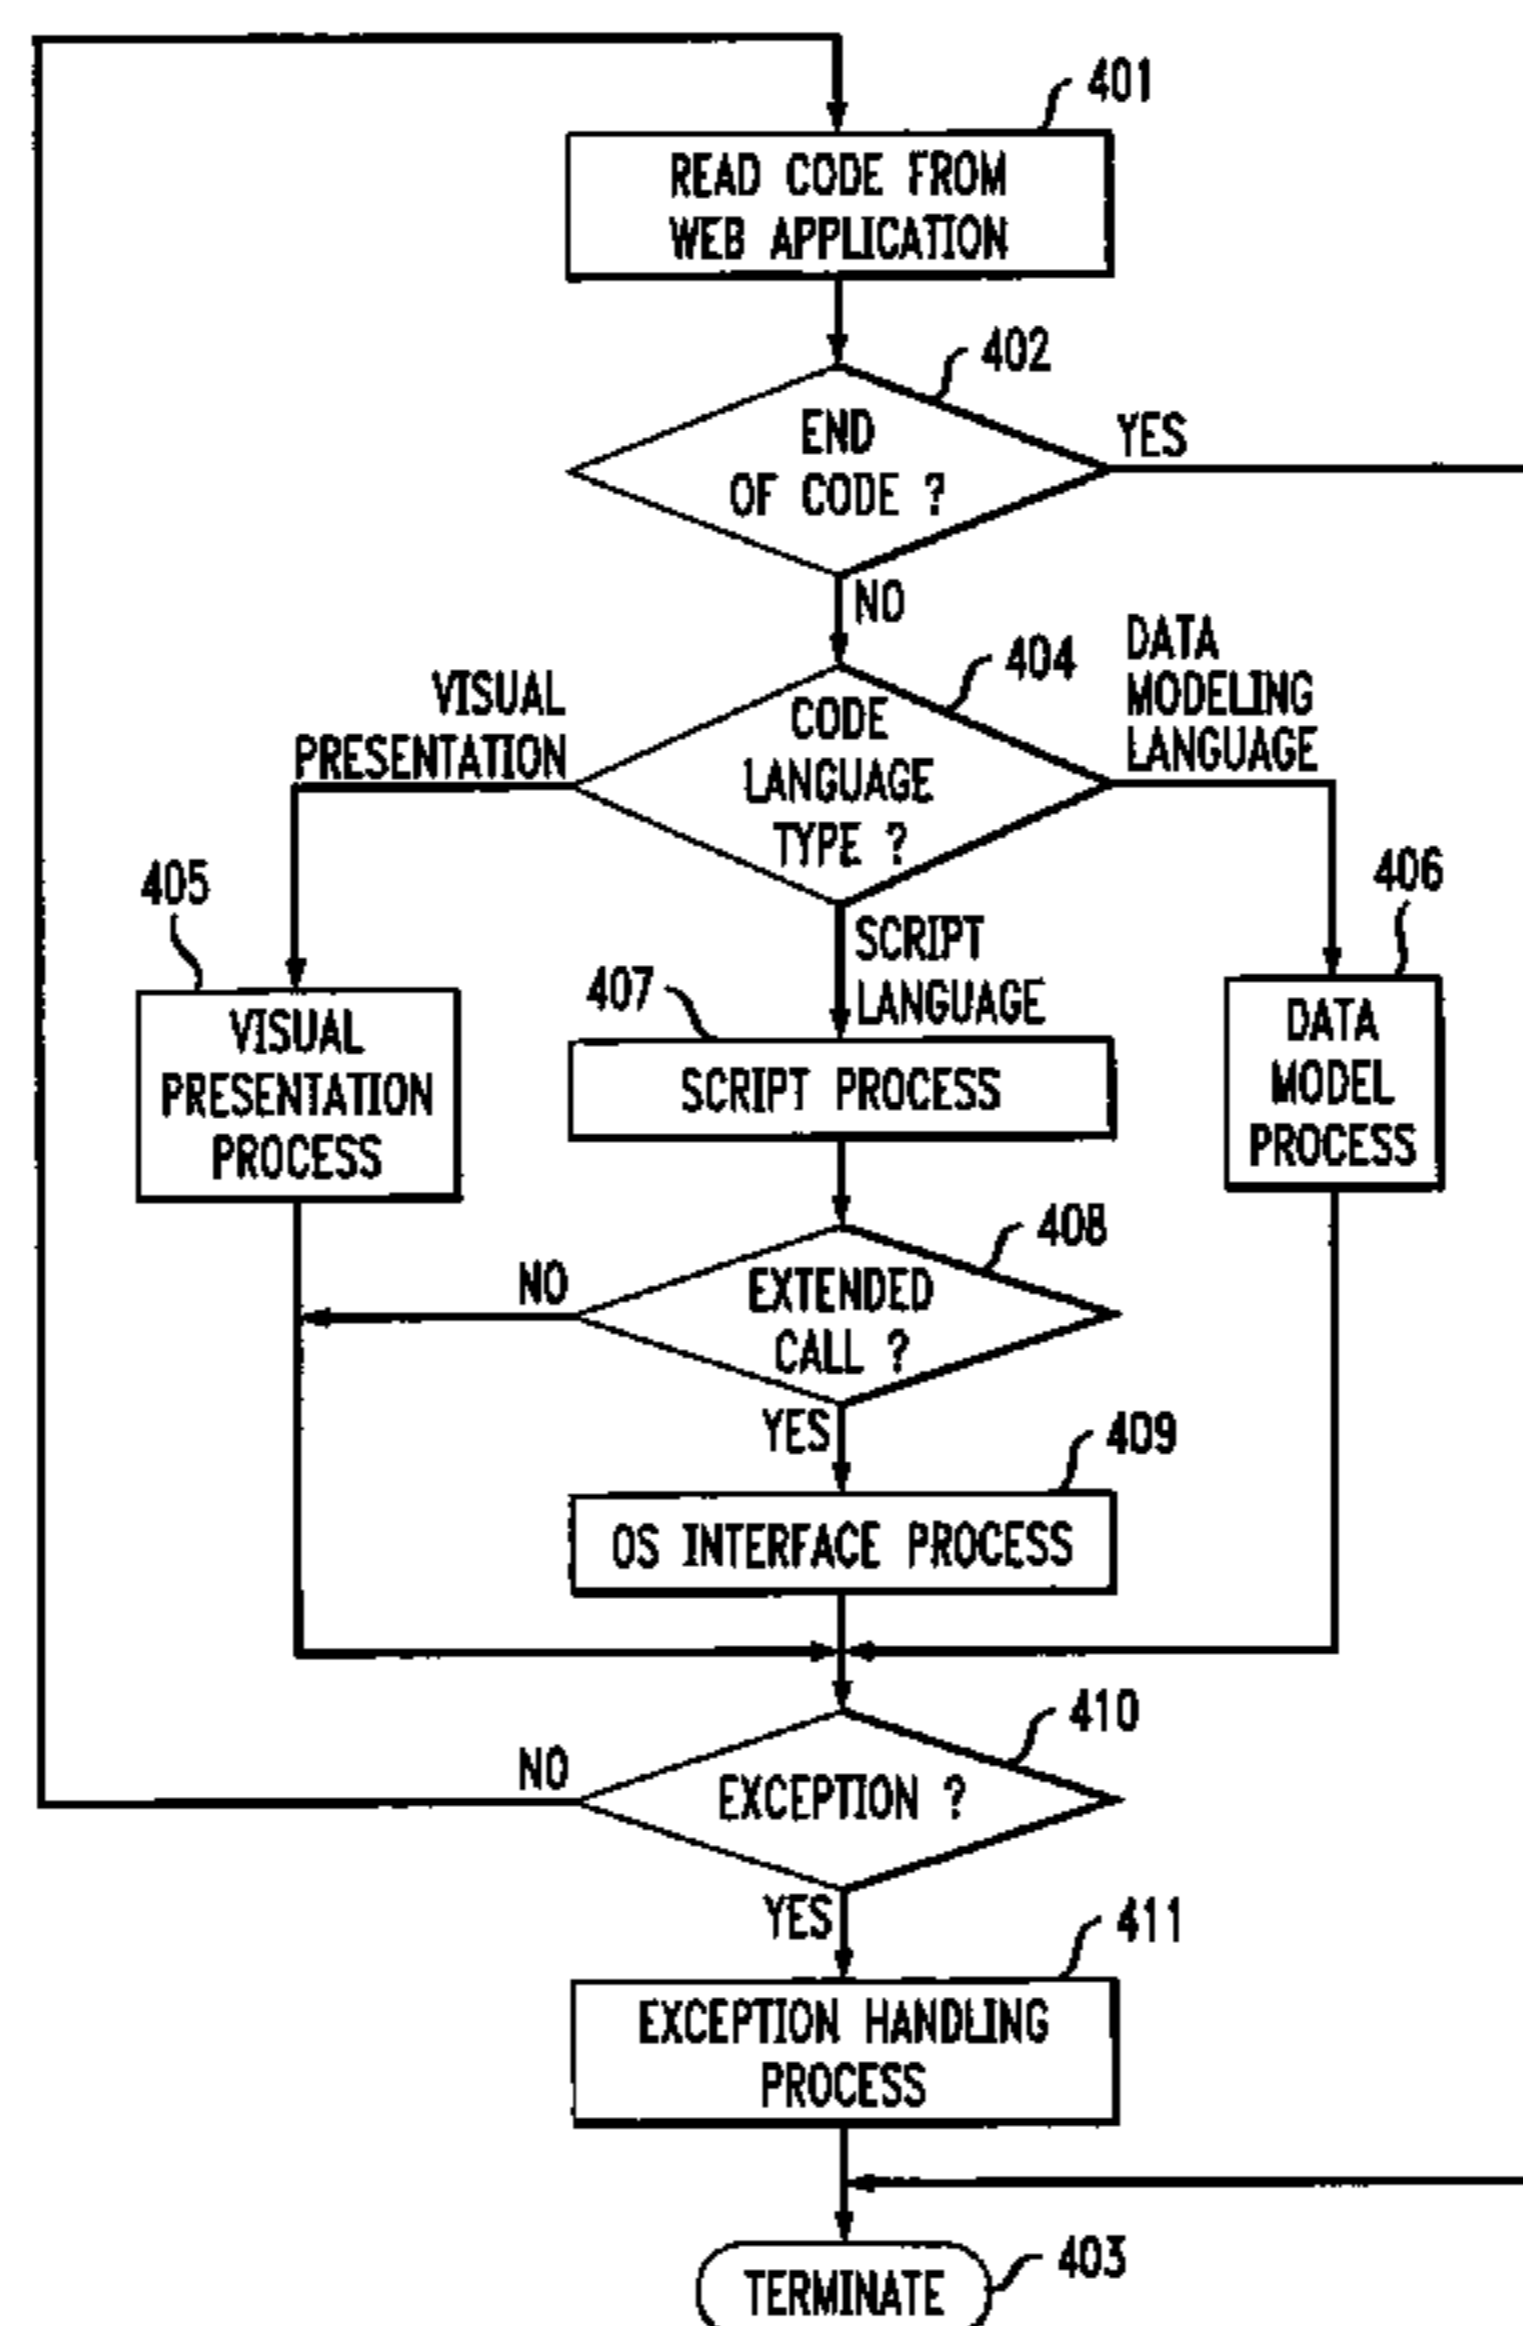 401
READ CODE FROM
WEB APPLICATION
402
END
OF CODE ?
YES
NO
404
DATA
MODELING
LANGUAGE
VISUAL
PRESENTATION
CODE
LANGUAGE
TYPE ?
405
406
SCRIPT
LANGUAGE
407
VISUAL
PRESENTATION
PROCESS
SCRIPT PROCESS
DATA
MODEL
PROCESS
408
NO
EXTENDED
CALL ?
YES
409
OS INTERFACE PROCESS
410
NO
EXCEPTION ?
YES
411
EXCEPTION HANDLING
PROCESS
403
TERMINATE